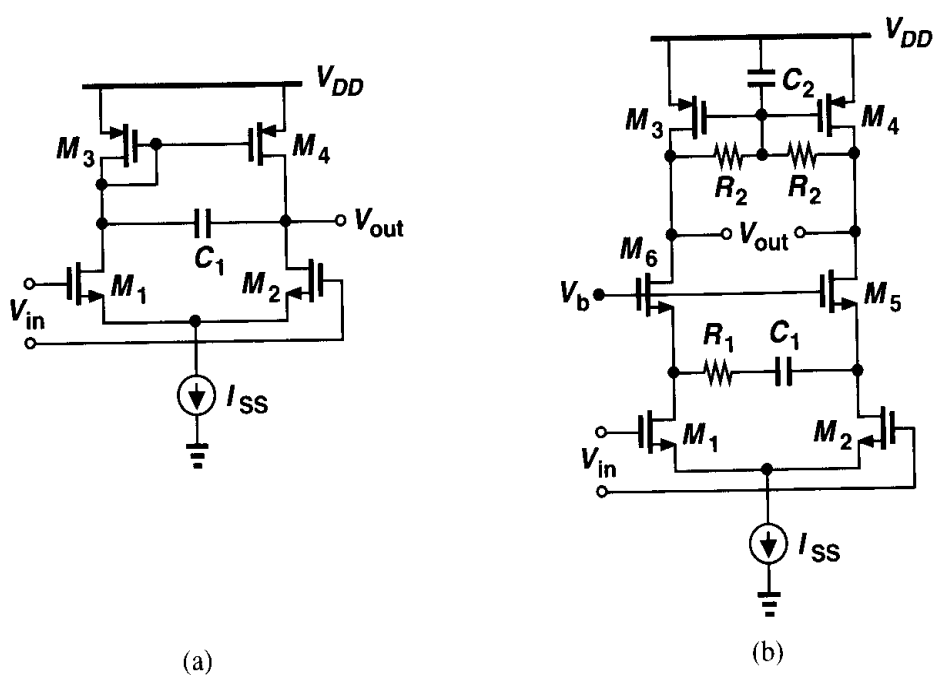 V_DD
M_3
M_4
C_1
V_out
M_1
M_2
V_in
I_SS
(a)
V_DD
C_2
M_3
M_4
R_2
R_2
M_6
V_out
V_b
M_5
R_1
C_1
M_1
M_2
V_in
I_SS
(b)